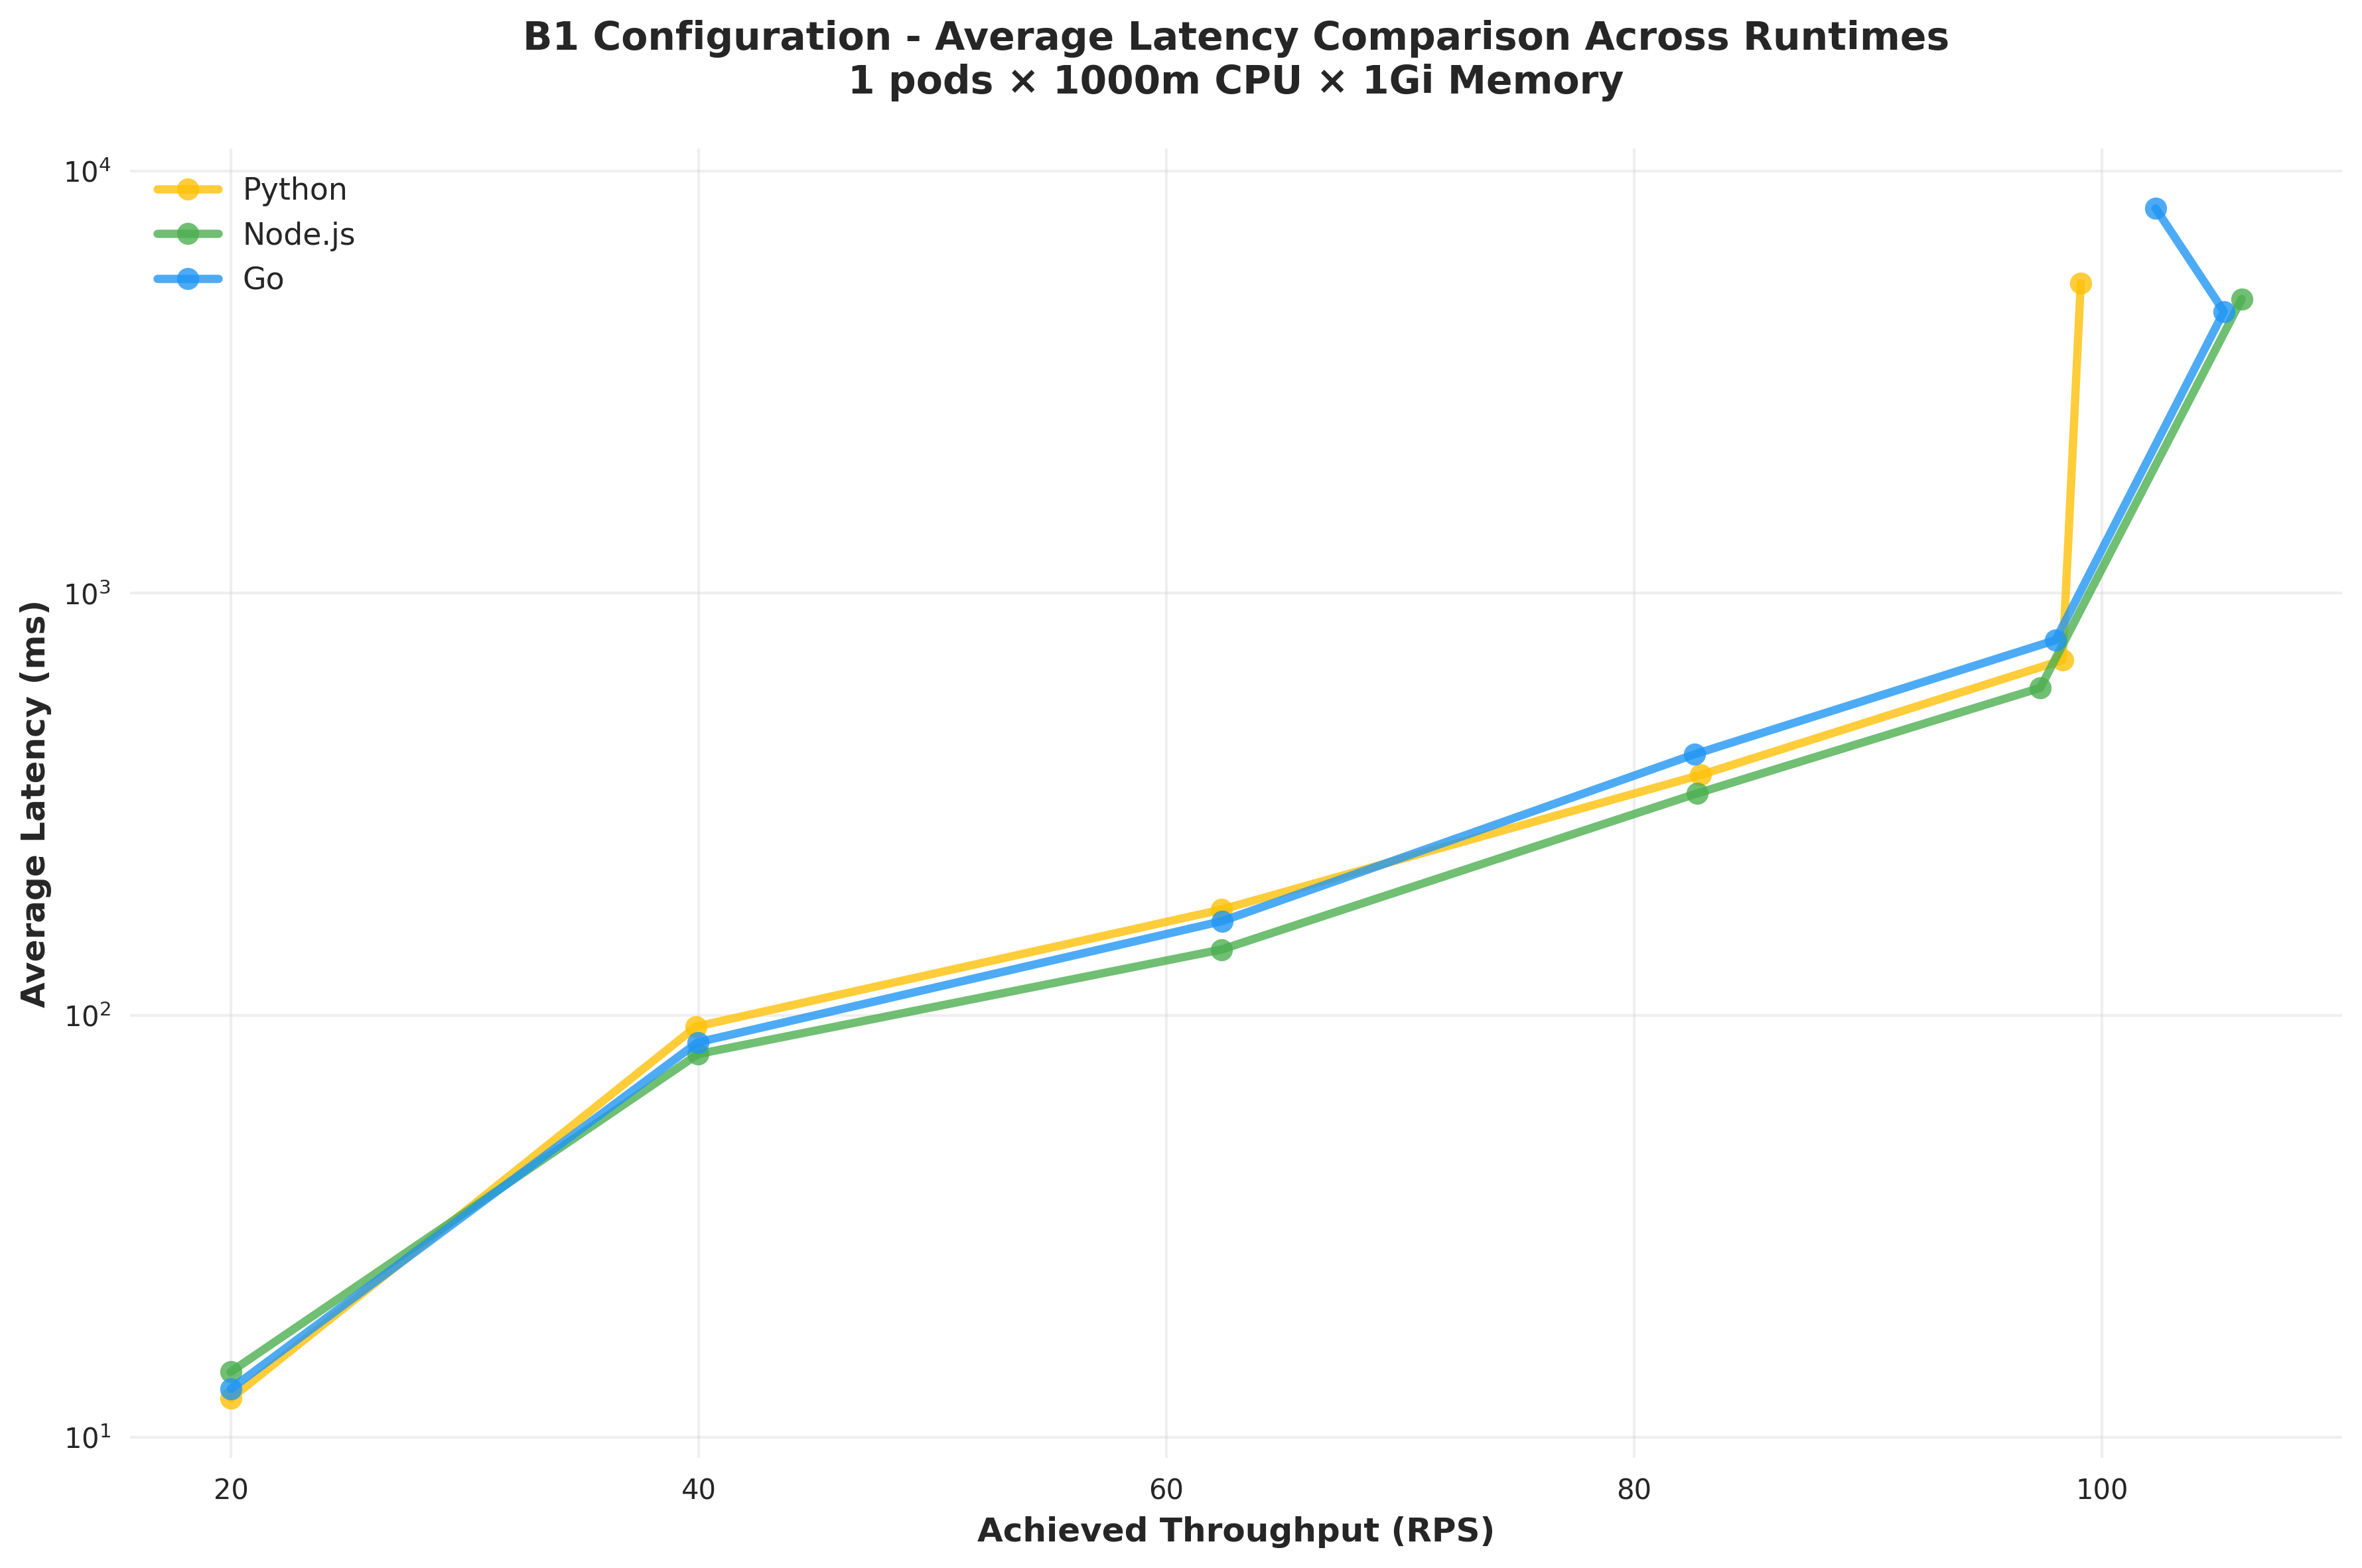 B1 Configuration - Average Latency Comparison Across Runtimes
1 pods × 1000m CPU × 1Gi Memory
Python
Node.js
Go
Average Latency (ms)
10⁴
10³
10²
10¹
20 40 60 80 100
Achieved Throughput (RPS)